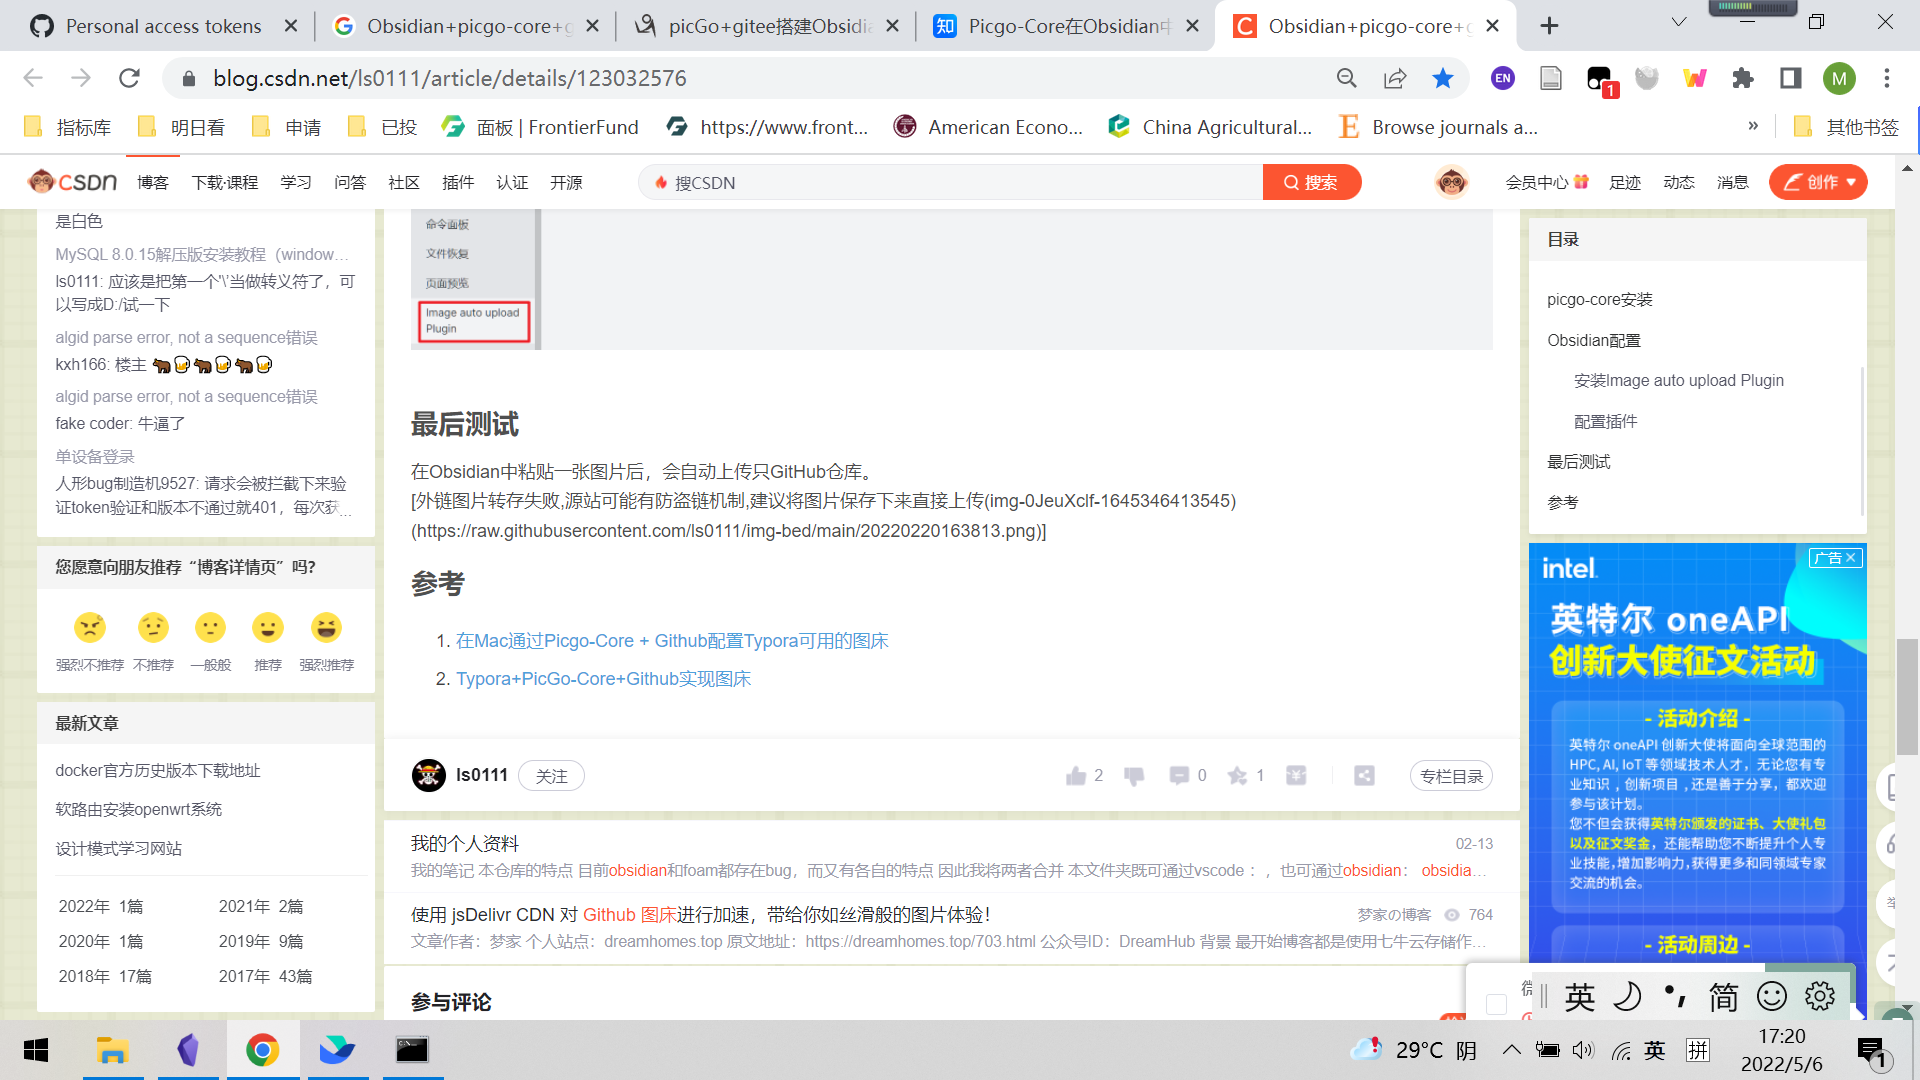 Personal access tokens
Obsidian+picgo-core+g
picGo+gitee搭建Obsidia
Picgo-Core在Obsidian中
Obsidian+picgo-core+g
blog.csdn.net/ls0111/article/details/123032576
EN
1
M
指标库
明日看
申请
已投
面板 | FrontierFund
https://www.front...
American Econo...
China Agricultural...
Browse journals a...
»
其他书签
CSDN
博客
下载·课程
学习
问答
社区
插件
认证
开源
搜CSDN
搜索
会员中心
足迹
动态
消息
创作
是白色
MySQL 8.0.15解压版安装教程（window…
ls0111: 应该是把第一个'\'当做转义符了，可
以写成D:/试一下
algid parse error, not a sequence错误
kxh166: 楼主
algid parse error, not a sequence错误
fake coder: 牛逼了
单设备登录
人形bug制造机9527: 请求会被拦截下来验
证token验证和版本不通过就401，每次获...
您愿意向朋友推荐“博客详情页”吗？
强烈不推荐
不推荐
一般般
推荐
强烈推荐
最新文章
docker官方历史版本下载地址
软路由安装openwrt系统
设计模式学习网站
2022年 1篇
2021年 2篇
2020年 1篇
2019年 9篇
2018年 17篇
2017年 43篇
命令面板
文件恢复
页面预览
Image auto upload
Plugin
最后测试
在Obsidian中粘贴一张图片后，会自动上传只GitHub仓库。
[外链图片转存失败,源站可能有防盗链机制,建议将图片保存下来直接上传(img-0JeuXclf-1645346413545)
(https://raw.githubusercontent.com/ls0111/img-bed/main/20220220163813.png)]
参考
1. 在Mac通过Picgo-Core + Github配置Typora可用的图床
2. Typora+PicGo-Core+Github实现图床
ls0111
关注
2
0
1
专栏目录
我的个人资料
02-13
我的笔记 本仓库的特点 目前obsidian和foam都存在bug，而又有各自的特点 因此我将两者合并 本文件夹既可通过vscode ：，也可通过obsidian： obsidia…
使用 jsDelivr CDN 对 Github 图床进行加速，带给你如丝滑般的图片体验！
梦家の博客
764
文章作者：梦家 个人站点：dreamhomes.top 原文地址：https://dreamhomes.top/703.html 公众号ID：DreamHub 背景 最开始博客都是使用七牛云存储作…
参与评论
目录
picgo-core安装
Obsidian配置
安装Image auto upload Plugin
配置插件
最后测试
参考
广告
intel.
英特尔 oneAPI
创新大使征文活动
- 活动介绍 -
英特尔 oneAPI 创新大使将面向全球范围的
HPC, AI, IoT 等领域技术人才，无论您有专
业知识，创新项目，还是善于分享，都欢迎
参与该计划。
您不但会获得英特尔颁发的证书、大使礼包
以及征文奖金，还能帮助您不断提升个人专
业技能,增加影响力,获得更多和同领域专家
交流的机会。
- 活动周边 -
英
简
29°C 阴
英
拼
17:20
2022/5/6
1